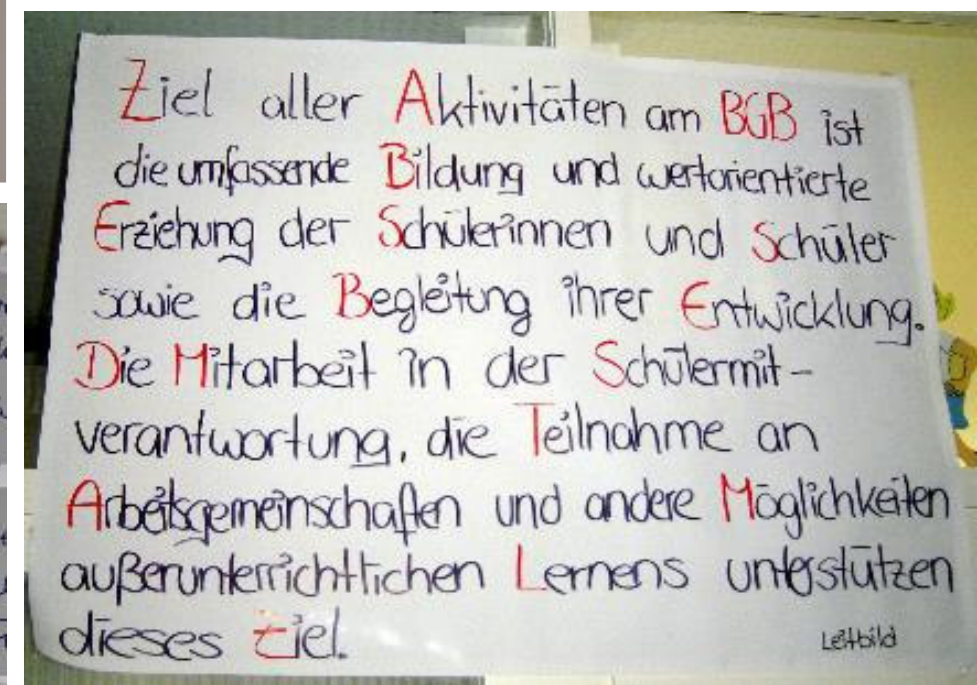 Ziel aller Aktivitäten am BGB ist
die umfassende Bildung und wertorientierte
Erziehung der Schülerinnen und Schüler
sowie die Begleitung ihrer Entwicklung.
Die Mitarbeit in der Schülermit-
verantwortung, die Teilnahme an
Arbeitsgemeinschaften und andere Möglichkeiten
außerunterrichtlichen Lernens unterstützen
dieses Ziel.
Leitbild